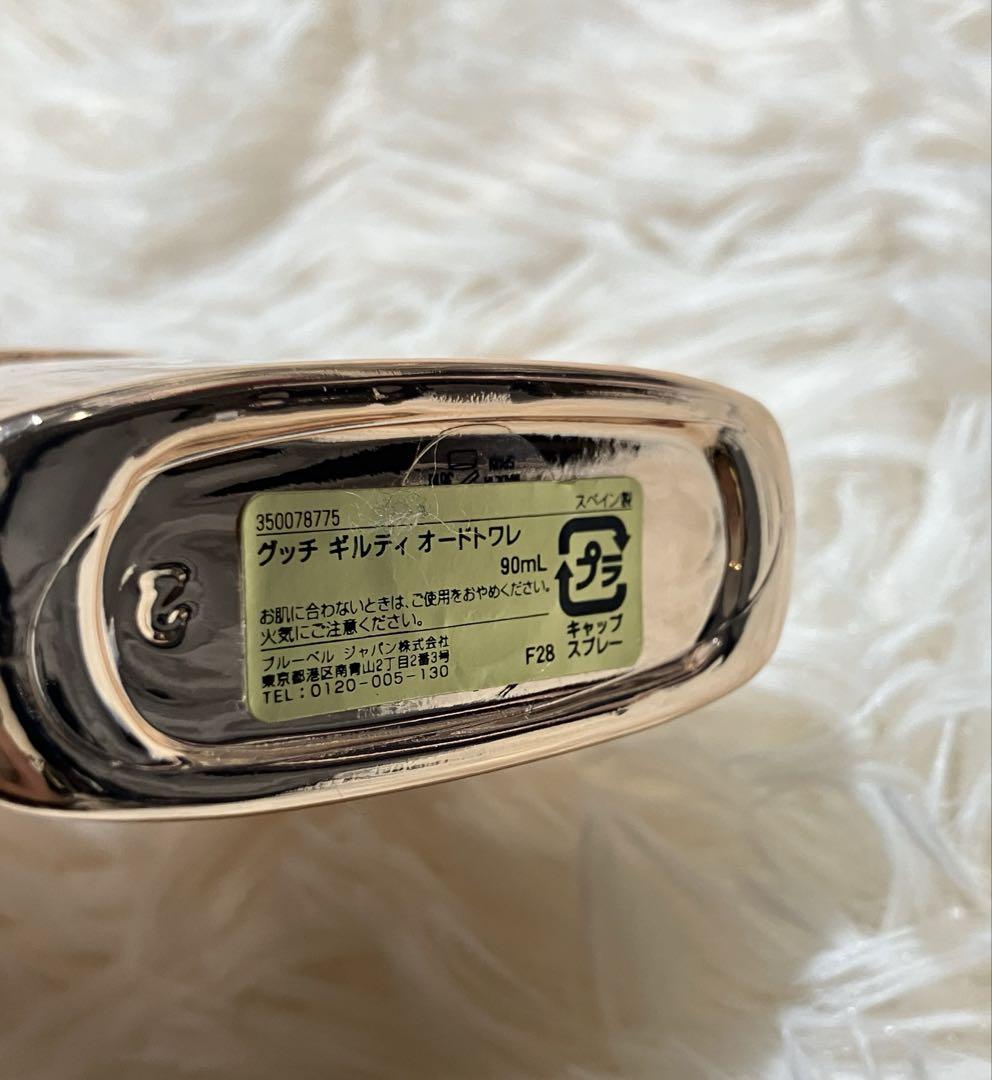 350078775
スペイン製
グッチ ギルティ オードトワレ
90mL
お肌に合わないときは、ご使用をおやめください。
火気にご注意ください。
ブルーベル ジャパン株式会社
東京都港区南青山2丁目2番3号
TEL:0120-005-130
プラ
キャップ
F28 スプレー